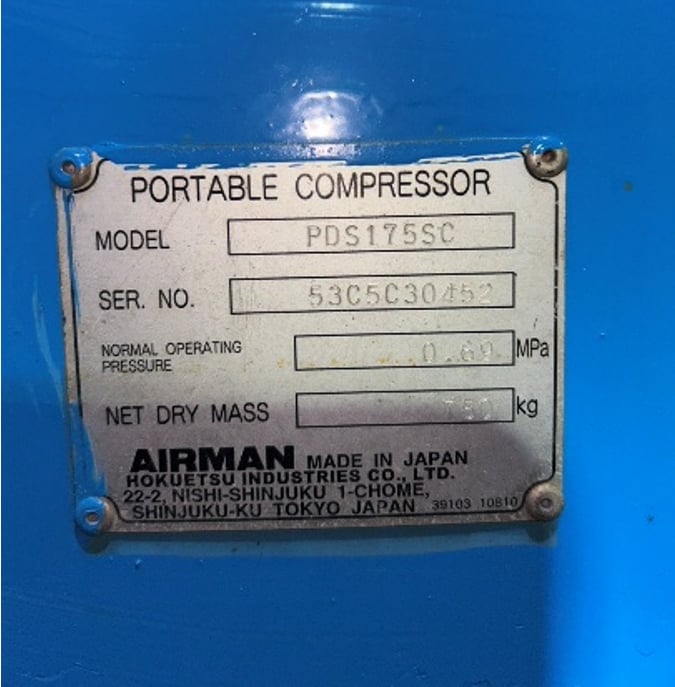 PORTABLE COMPRESSOR
MODEL PDS175SC
SER. NO. 53C5C30452
NORMAL OPERATING
PRESSURE 0.69 MPa
NET DRY MASS 750 kg
AIRMAN MADE IN JAPAN
HOKUETSU INDUSTRIES CO., LTD.
22-2, NISHI-SHINJUKU 1-CHOME,
SHINJUKU-KU TOKYO JAPAN 39103 10810